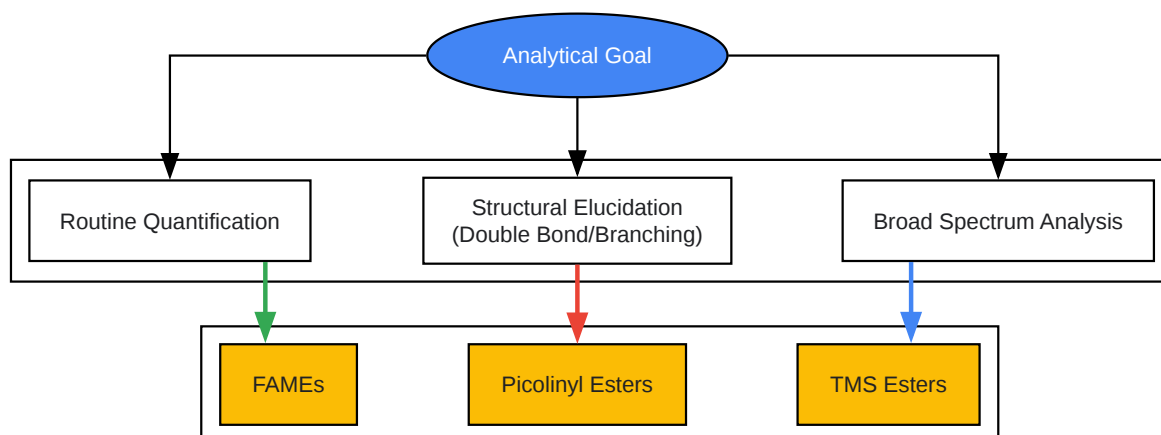 Analytical Goal
Routine Quantification
Structural Elucidation
(Double Bond/Branching)
Broad Spectrum Analysis
FAMEs
Picolinyl Esters
TMS Esters